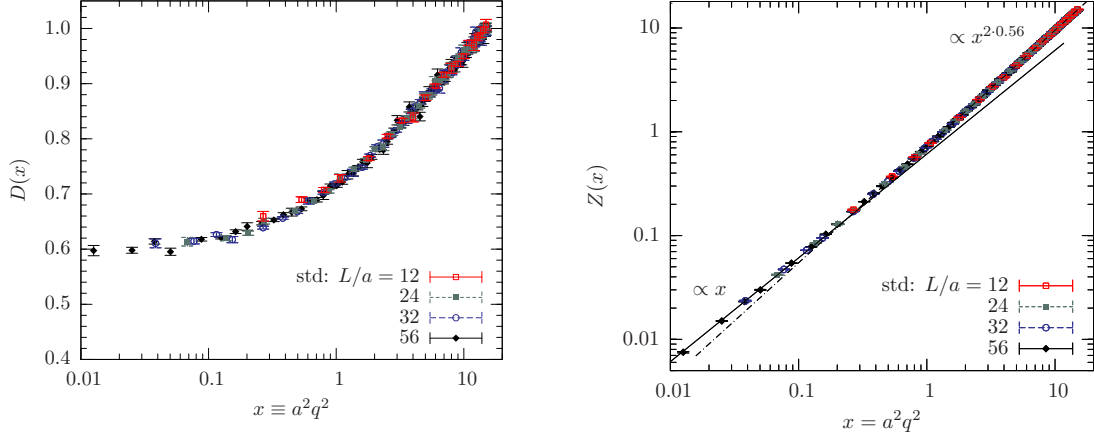 1.0
0.9
0.8
0.7
0.6
0.5
0.4
D(x)
0.01 0.1 1 10
x ≡ a²q²
std: L/a = 12
24
32
56
10
1
0.1
0.01
Z(x)
0.01 0.1 1 10
x = a²q²
∝ x^{2·0.56}
∝ x
std: L/a = 12
24
32
56